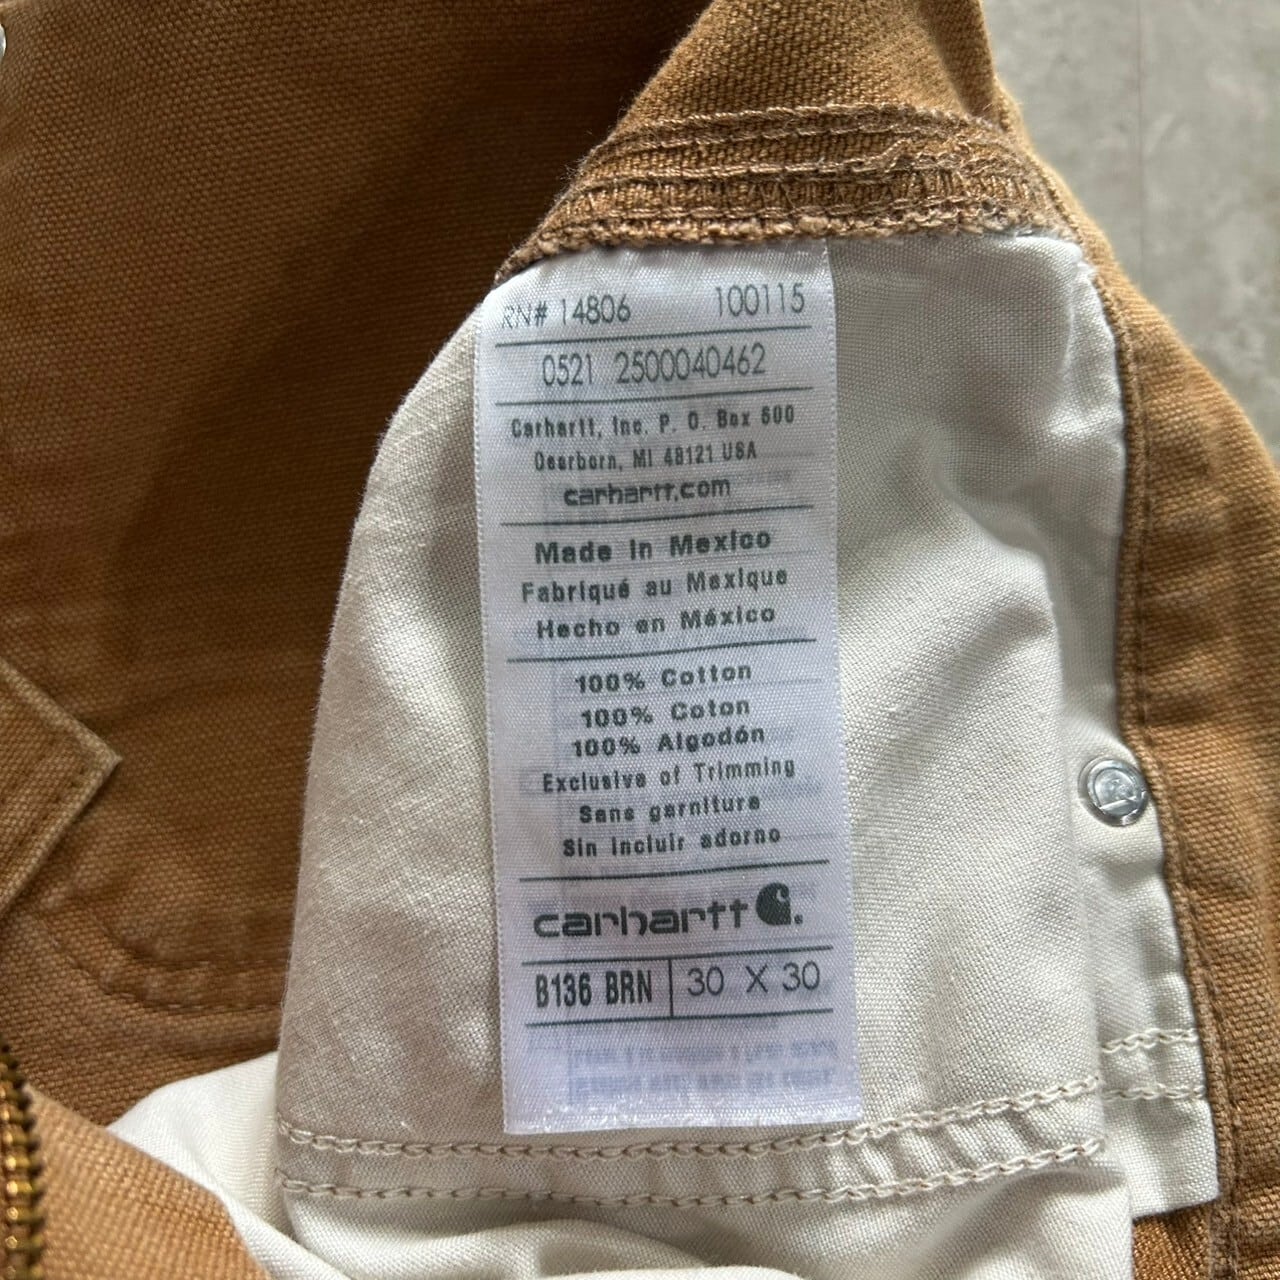 RN# 14806 100115
0521 2500040462
Carhartt, Inc. P. O. Box 600
Dearborn, MI 48121 USA
carhartt.com
Made in Mexico
Fabriqué au Mexique
Hecho en México
100% Cotton
100% Coton
100% Algodón
Exclusive of Trimming
Sans garniture
Sin incluir adorno
carhartt
B136 BRN 30 X 30